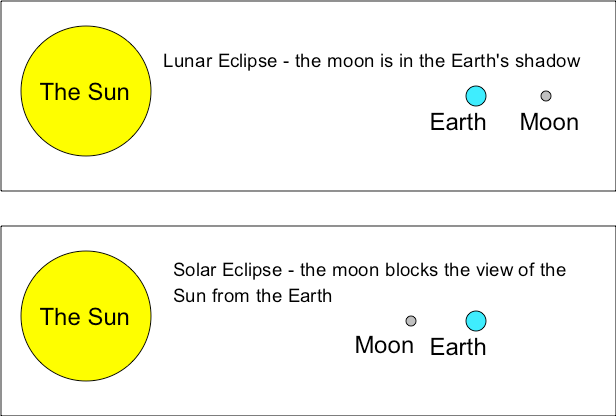 Lunar Eclipse - the moon is in the Earth's shadow
The Sun
Earth
Moon
Solar Eclipse - the moon blocks the view of the
Sun from the Earth
The Sun
Moon
Earth